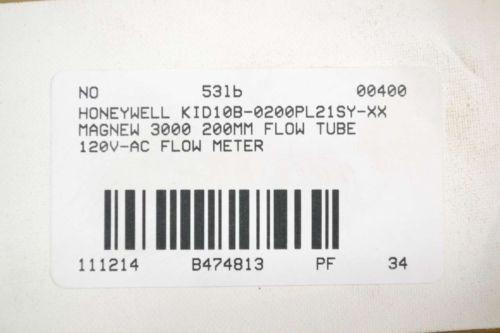 NO 5316 00400
HONEYWELL KID10B-0200PL21SY-XX
MAGNEW 3000 200MM FLOW TUBE
120V-AC FLOW METER
111214 B474813 PF 34